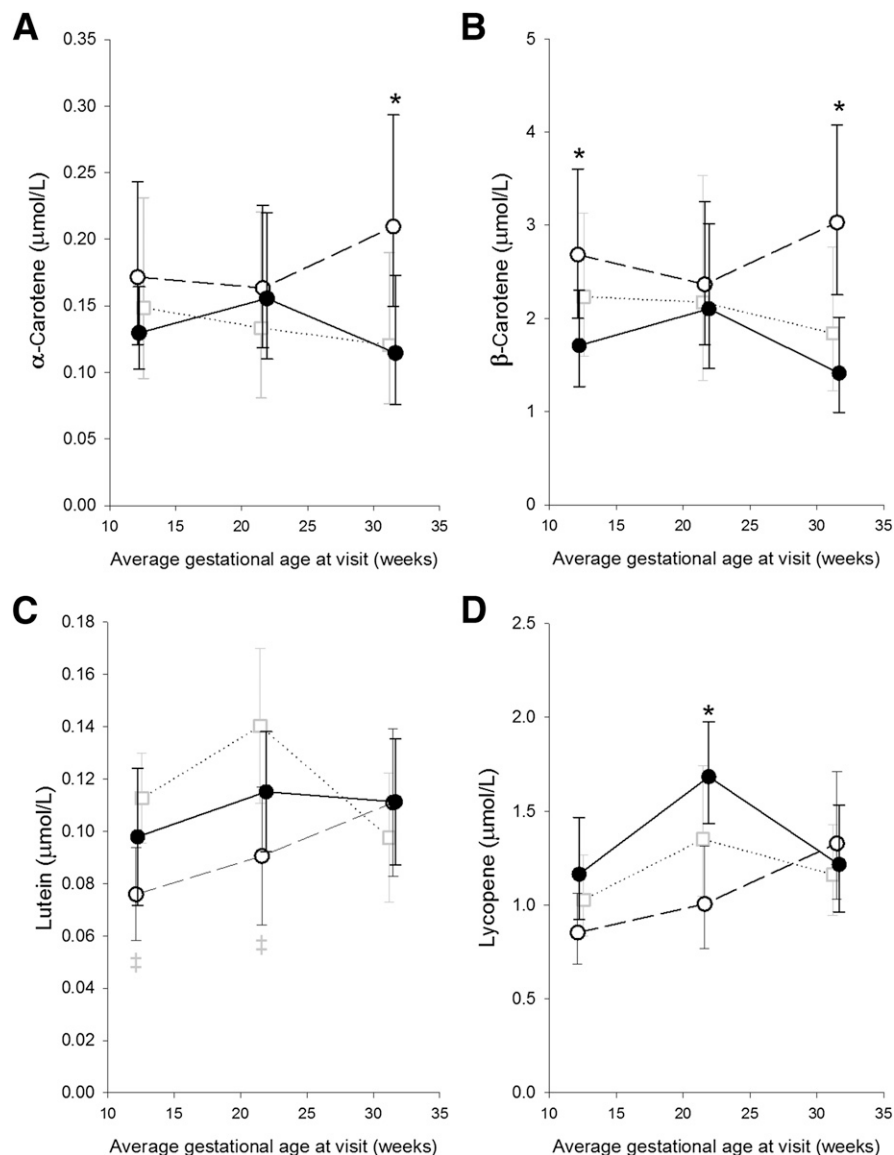 A
0.35
0.30
0.25
0.20
0.15
0.10
0.05
0.00
α-Carotene (μmol/L)
*
10 15 20 25 30 35
Average gestational age at visit (weeks)
B
5
4
3
2
1
0
β-Carotene (μmol/L)
*
*
10 15 20 25 30 35
Average gestational age at visit (weeks)
C
0.18
0.16
0.14
0.12
0.10
0.08
0.06
0.04
0.02
0.00
Lutein (μmol/L)
‡
‡
10 15 20 25 30 35
Average gestational age at visit (weeks)
D
2.5
2.0
1.5
1.0
0.5
0.0
Lycopene (μmol/L)
*
10 15 20 25 30 35
Average gestational age at visit (weeks)